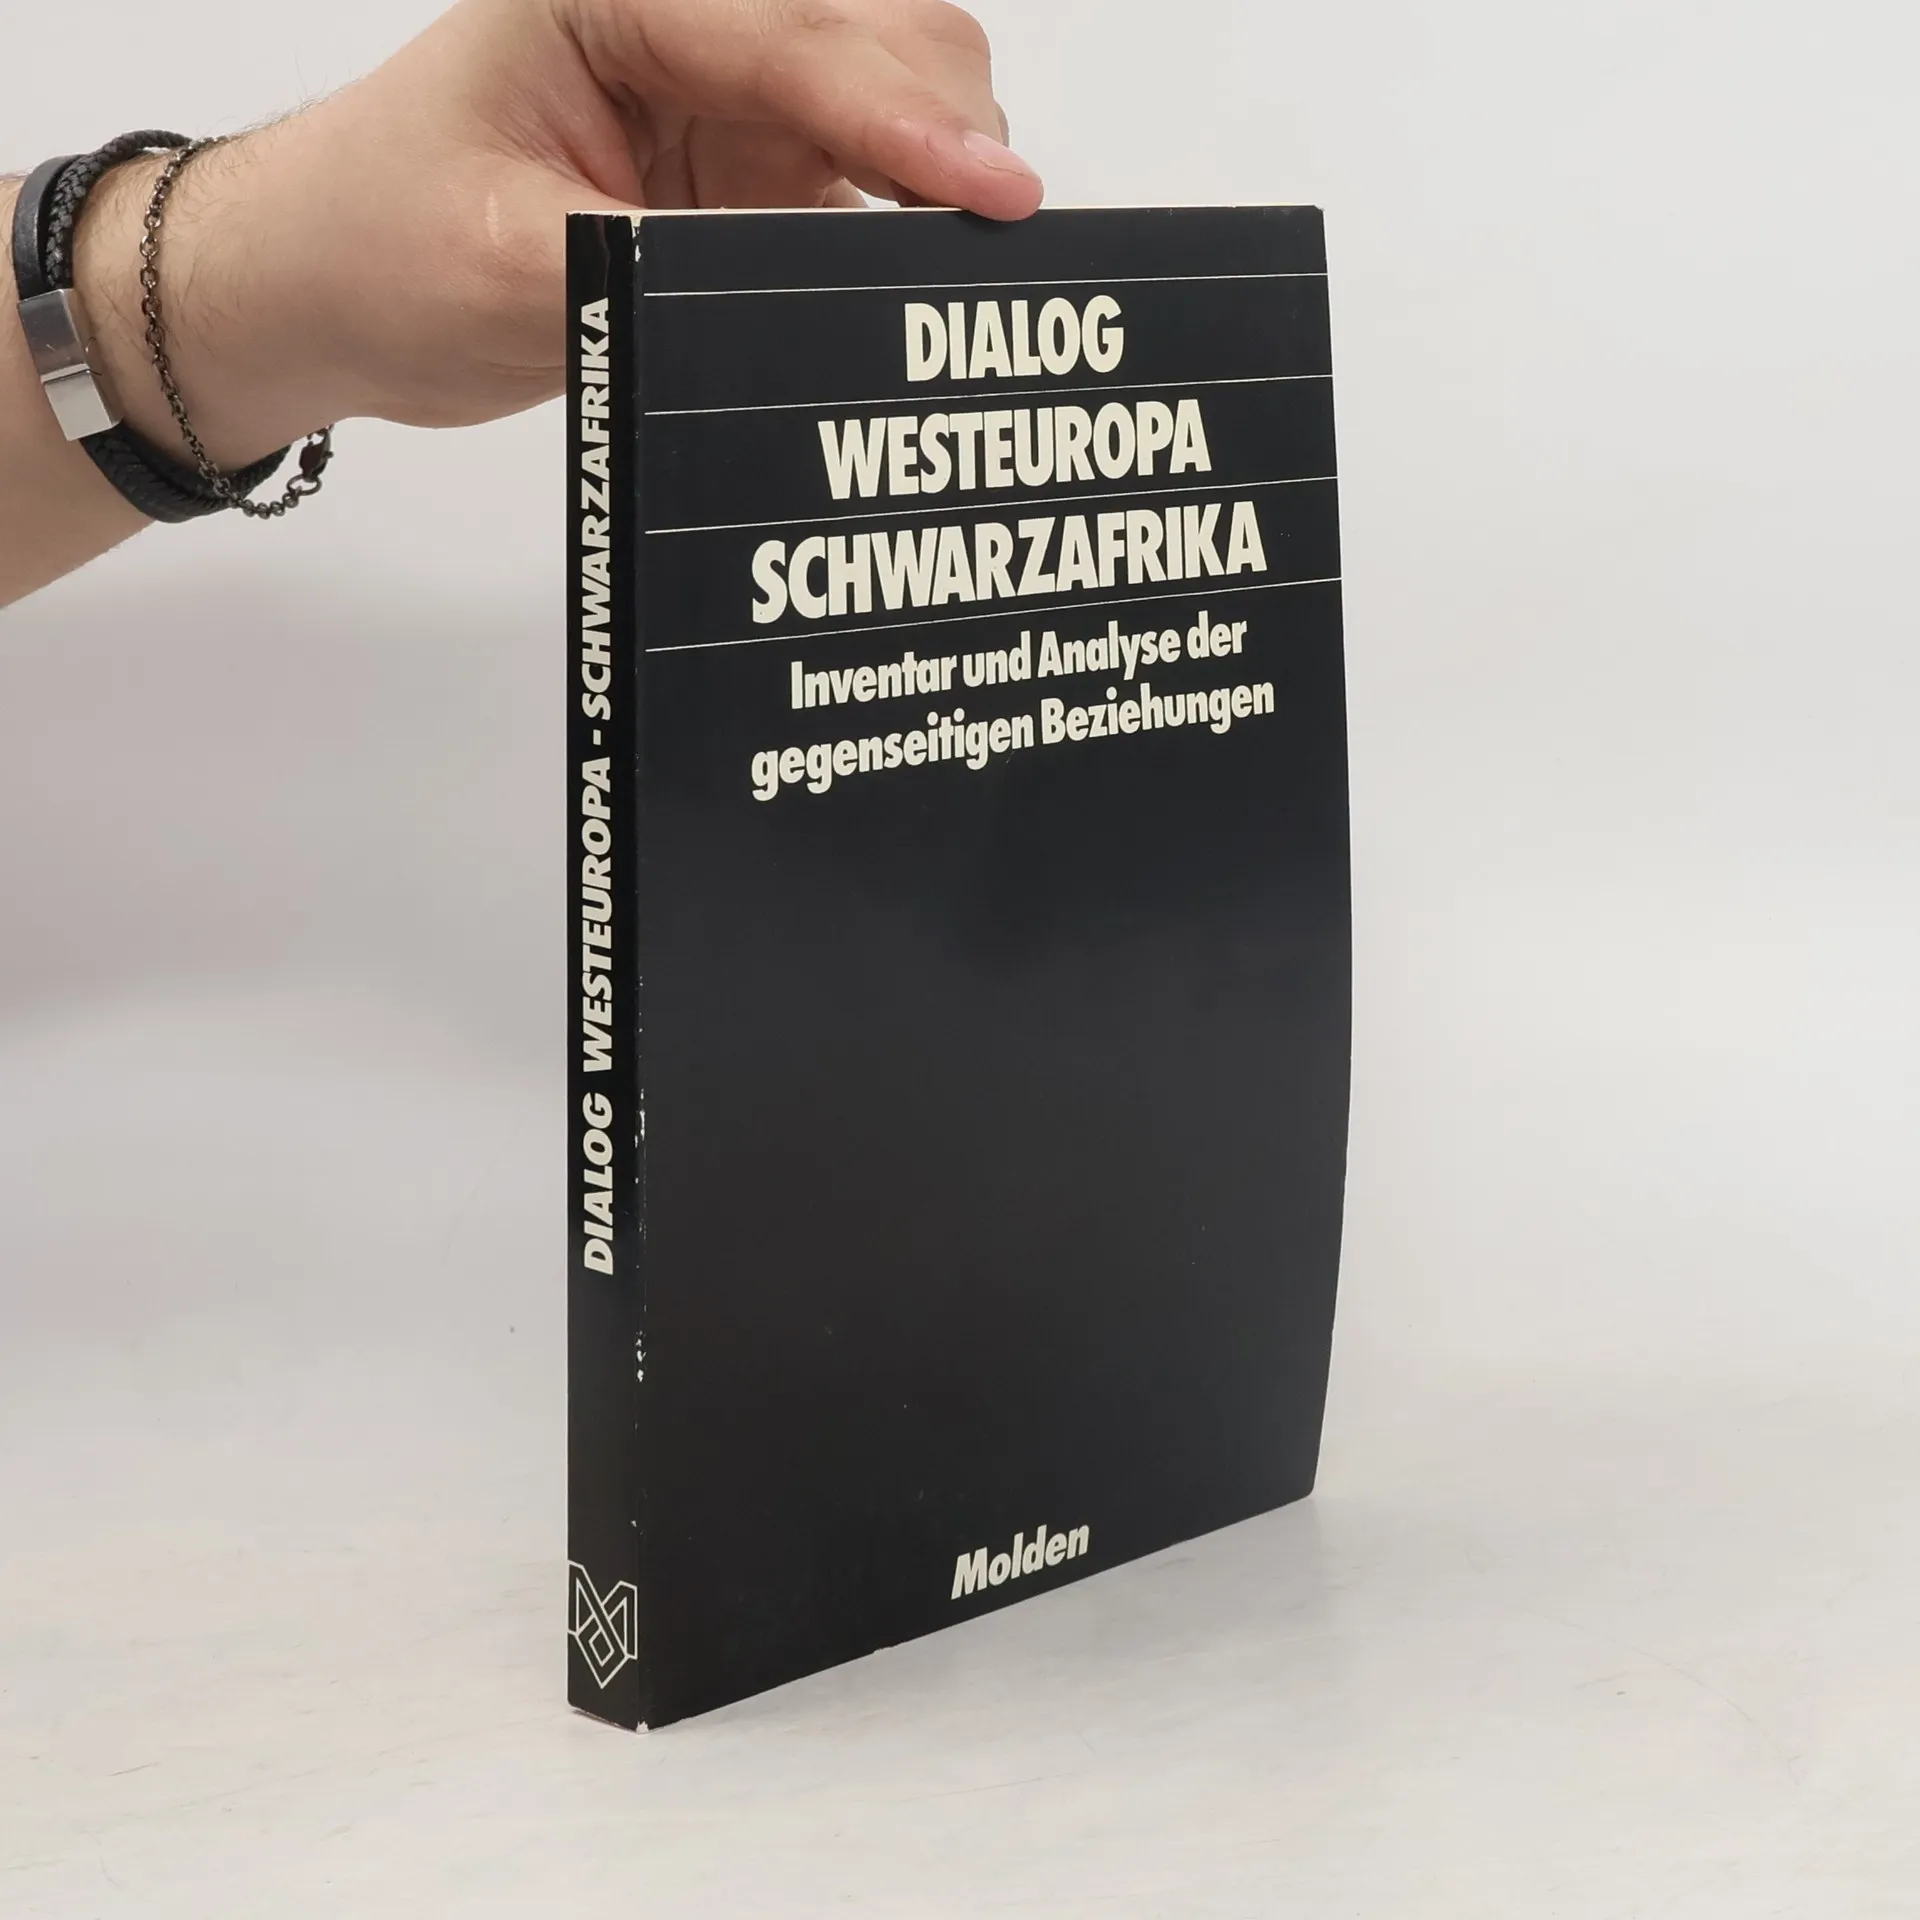 DIALOG WESTEUROPA - SCHWARZAFRIKA
DIALOG
WESTEUROPA
SCHWARZAFRIKA
Inventar und Analyse der
gegenseitigen Beziehungen
Molden